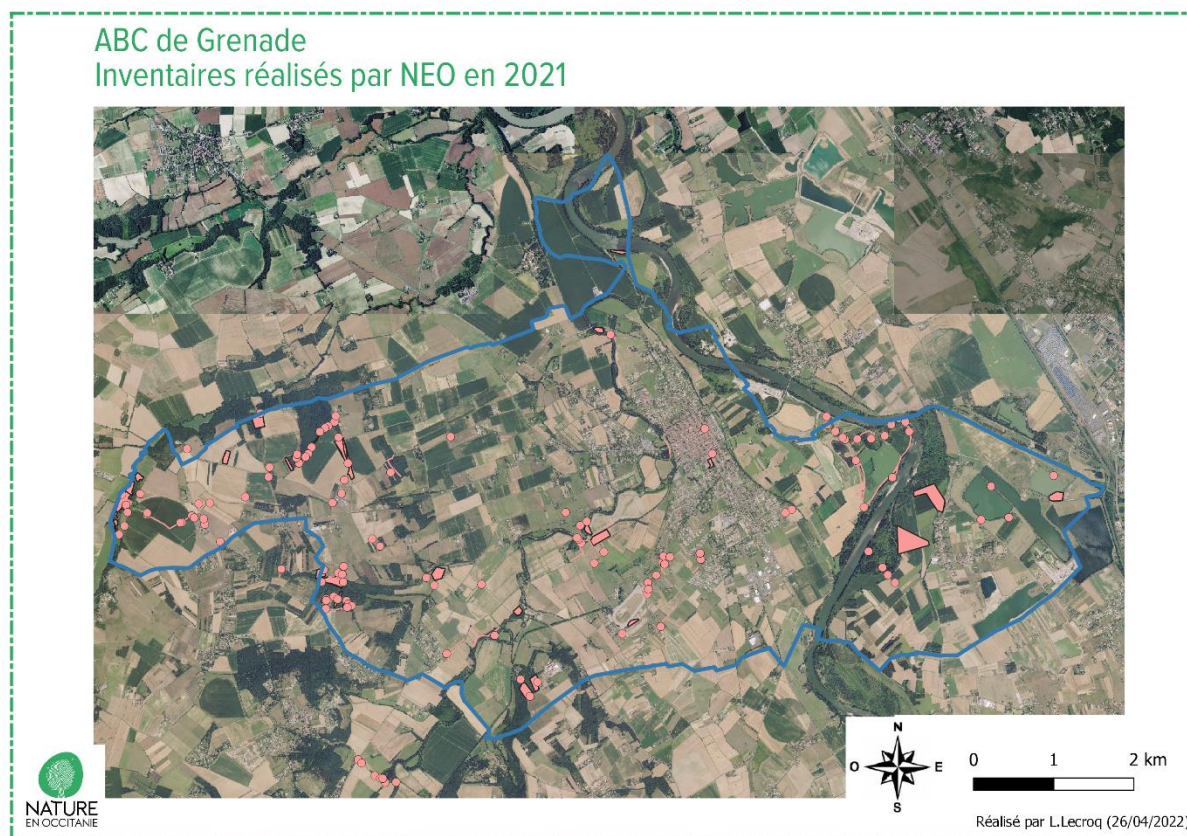 ABC de Grenade
Inventaires réalisés par NEO en 2021
N
O
E
S
0 1 2 km
NATURE
EN OCCITANIE
Réalisé par L.Lecroq (26/04/2022)